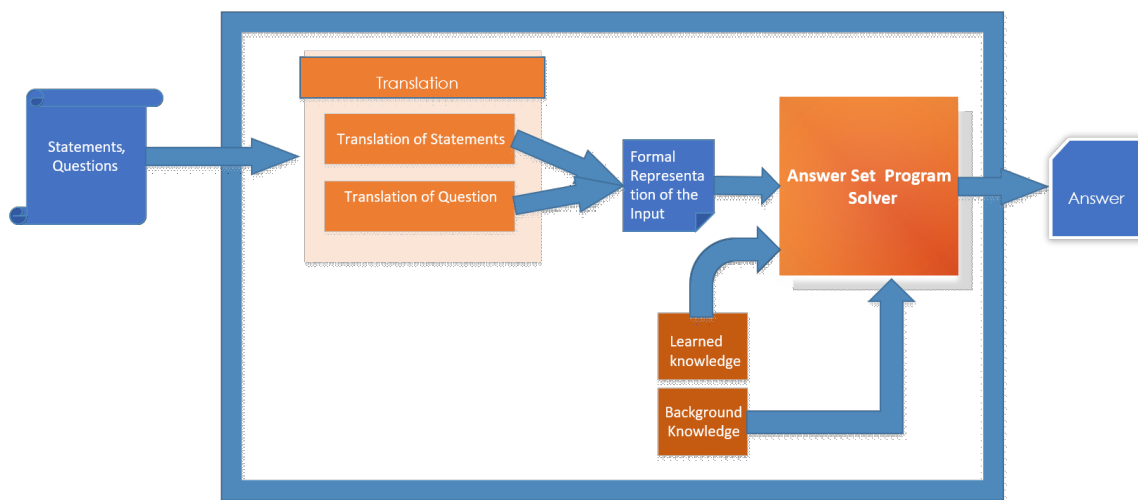 Statements,
Questions
Translation
Translation of Statements
Translation of Question
Formal
Representa
tion of the
Input
Answer Set  Program
Solver
Answer
Learned
knowledge
Background
Knowledge